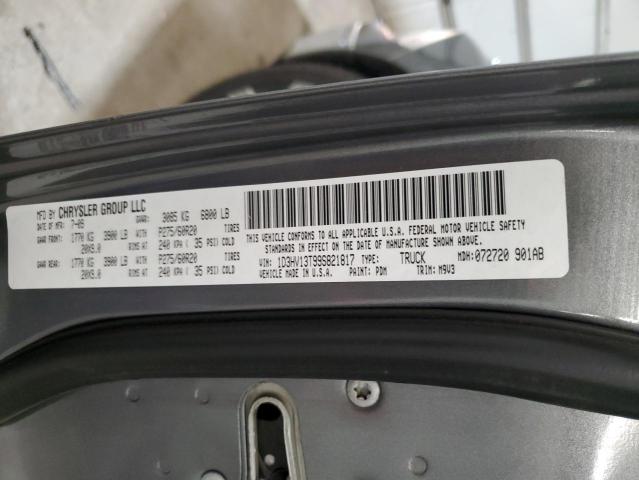 MFD BY CHRYSLER GROUP LLC
DATE OF MFR: 7-09 GVWR: 3085 KG 6800 LB
GAWR FRONT: 1770 KG 3900 LB WITH P275/60R20 TIRES
20X9.0 RIMS AT 240 KPA ( 35 PSI) COLD
GAWR REAR: 1770 KG 3900 LB WITH P275/60R20 TIRES
20X9.0 RIMS AT 240 KPA ( 35 PSI) COLD
THIS VEHICLE CONFORMS TO ALL APPLICABLE U.S.A. FEDERAL MOTOR VEHICLE SAFETY
STANDARDS IN EFFECT ON THE DATE OF MANUFACTURE SHOWN ABOVE.
VIN: 1D3HV13T99S821817 TYPE: TRUCK MDH: 072720 901AB
VEHICLE MADE IN U.S.A. PAINT: PDM TRIM: M9V3